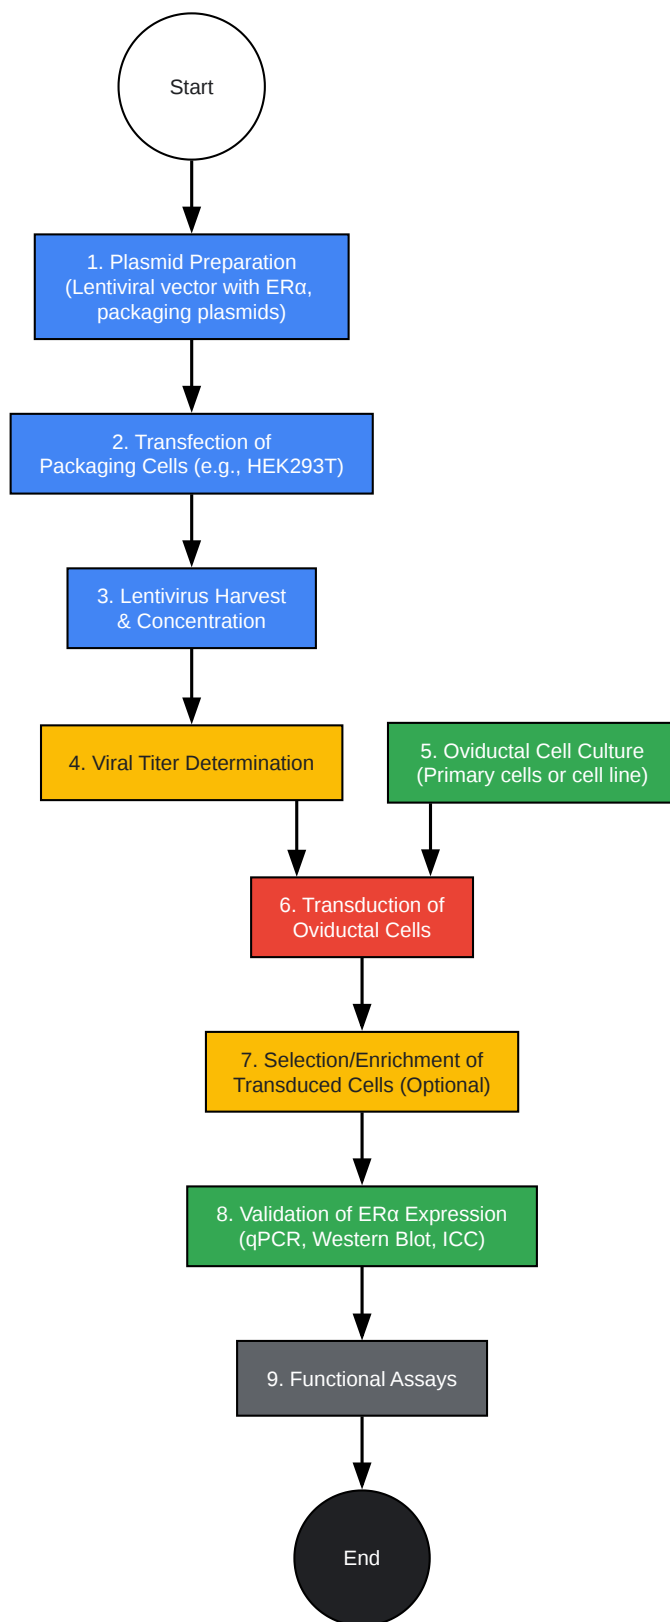 Start
1. Plasmid Preparation
(Lentiviral vector with ERα,
packaging plasmids)
2. Transfection of
Packaging Cells (e.g., HEK293T)
3. Lentivirus Harvest
& Concentration
4. Viral Titer Determination
5. Oviductal Cell Culture
(Primary cells or cell line)
6. Transduction of
Oviductal Cells
7. Selection/Enrichment of
Transduced Cells (Optional)
8. Validation of ERα Expression
(qPCR, Western Blot, ICC)
9. Functional Assays
End